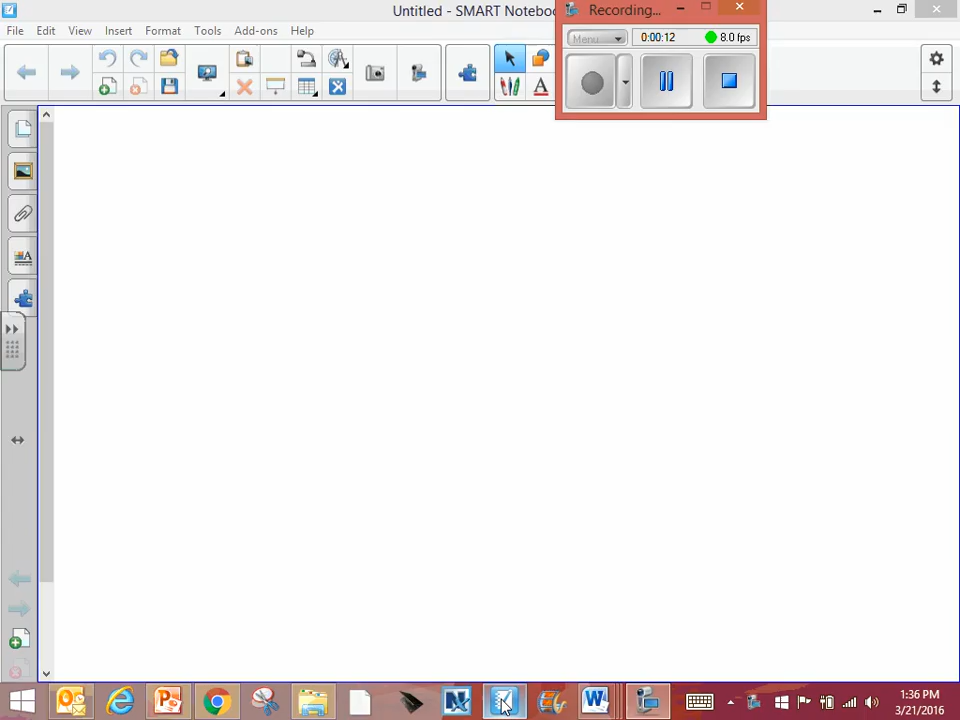 Untitled - SMART Notebo
Recording...
File Edit View Insert Format Tools Add-ons Help
Menu 0:00:12 8.0 fps
A
A
1:36 PM
3/21/2016